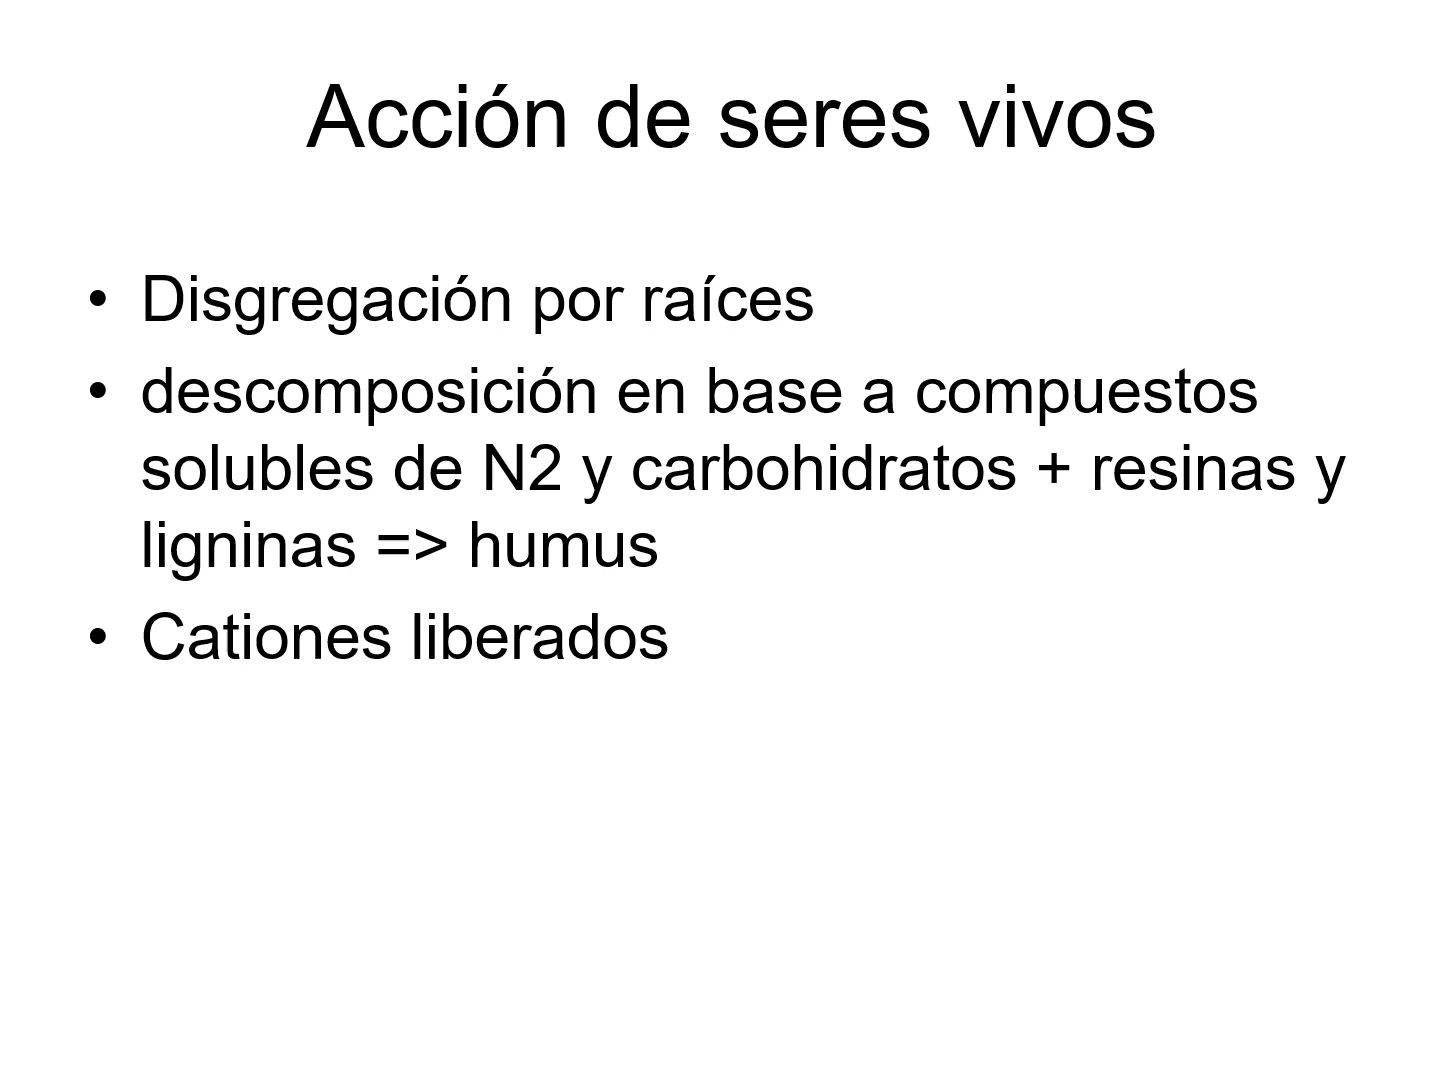 Acción de seres vivos
• Disgregación por raíces
• descomposición en base a compuestos
solubles de N2 y carbohidratos + resinas y
ligninas => humus
• Cationes liberados